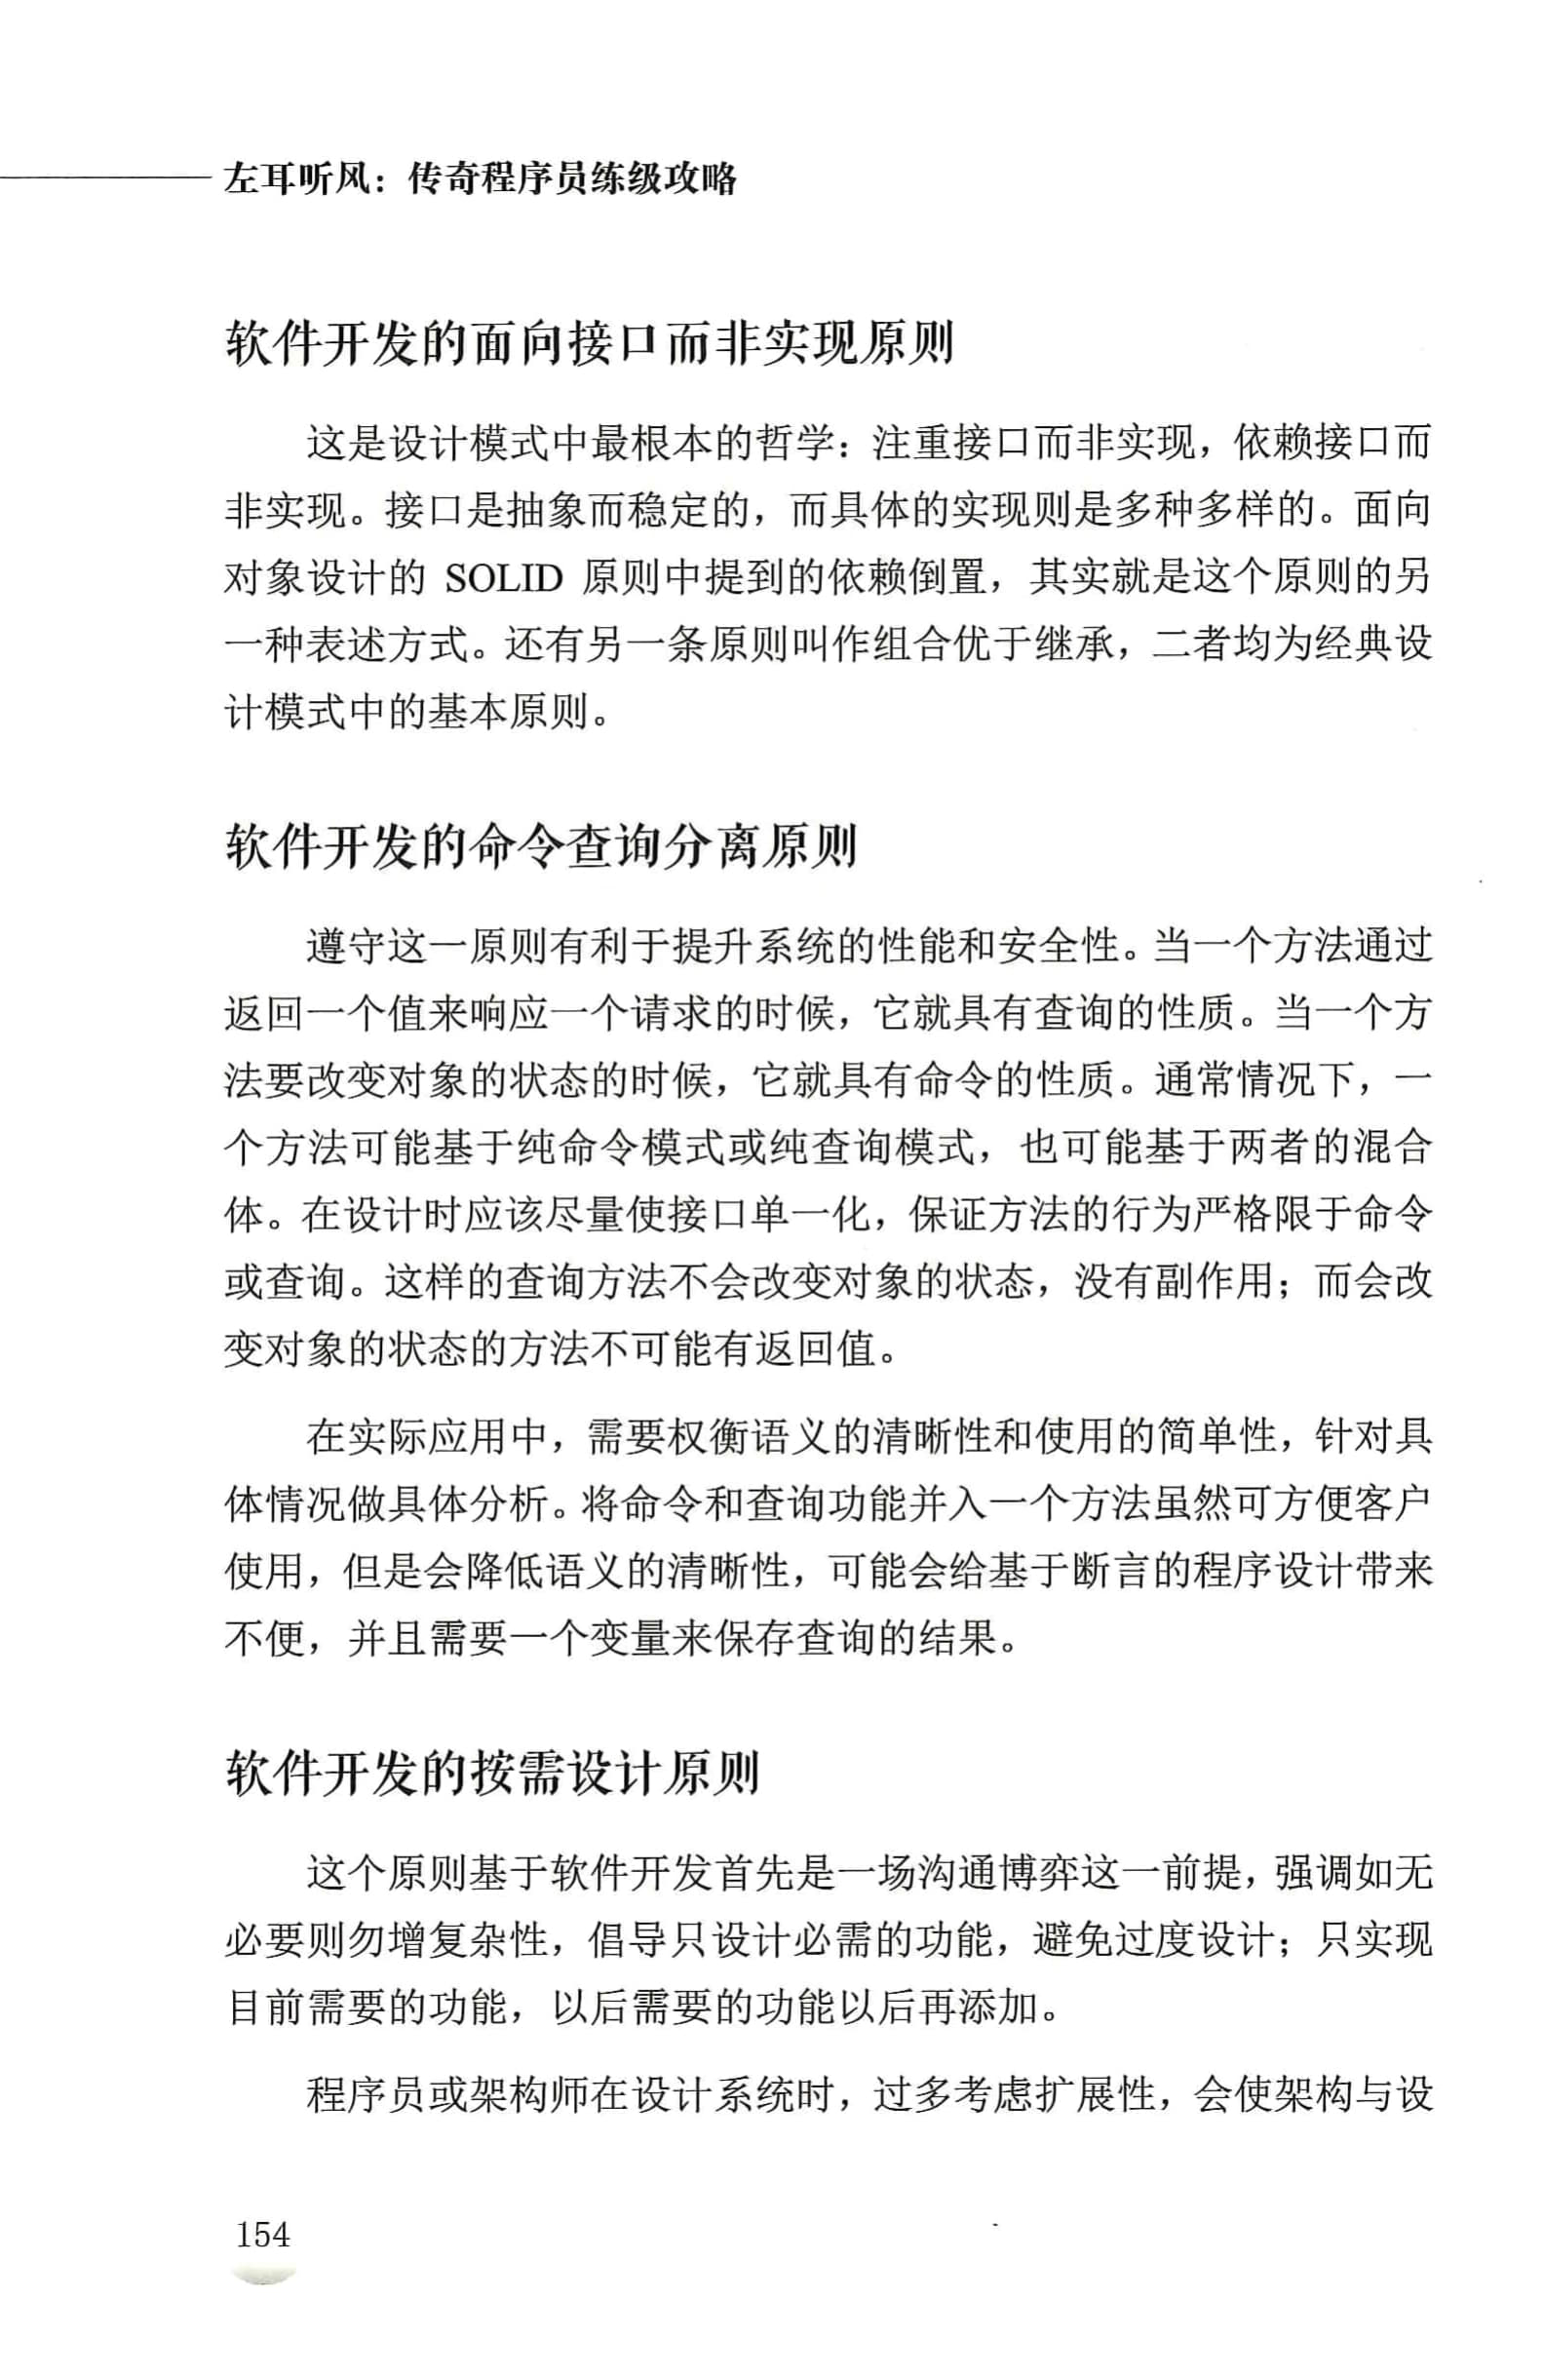 左耳听风：传奇程序员练级攻略
软件开发的面向接口而非实现原则
这是设计模式中最根本的哲学：注重接口而非实现，依赖接口而
非实现。接口是抽象而稳定的，而具体的实现则是多种多样的。面向
对象设计的 SOLID 原则中提到的依赖倒置，其实就是这个原则的另
一种表述方式。还有另一条原则叫作组合优于继承，二者均为经典设
计模式中的基本原则。
软件开发的命令查询分离原则
遵守这一原则有利于提升系统的性能和安全性。当一个方法通过
返回一个值来响应一个请求的时候，它就具有查询的性质。当一个方
法要改变对象的状态的时候，它就具有命令的性质。通常情况下，一
个方法可能基于纯命令模式或纯查询模式，也可能基于两者的混合
体。在设计时应该尽量使接口单一化，保证方法的行为严格限于命令
或查询。这样的查询方法不会改变对象的状态，没有副作用；而会改
变对象的状态的方法不可能有返回值。
在实际应用中，需要权衡语义的清晰性和使用的简单性，针对具
体情况做具体分析。将命令和查询功能并入一个方法虽然可方便客户
使用，但是会降低语义的清晰性，可能会给基于断言的程序设计带来
不便，并且需要一个变量来保存查询的结果。
软件开发的按需设计原则
这个原则基于软件开发首先是一场沟通博弈这一前提，强调如无
必要则勿增复杂性，倡导只设计必需的功能，避免过度设计；只实现
目前需要的功能，以后需要的功能以后再添加。
程序员或架构师在设计系统时，过多考虑扩展性，会使架构与设
154